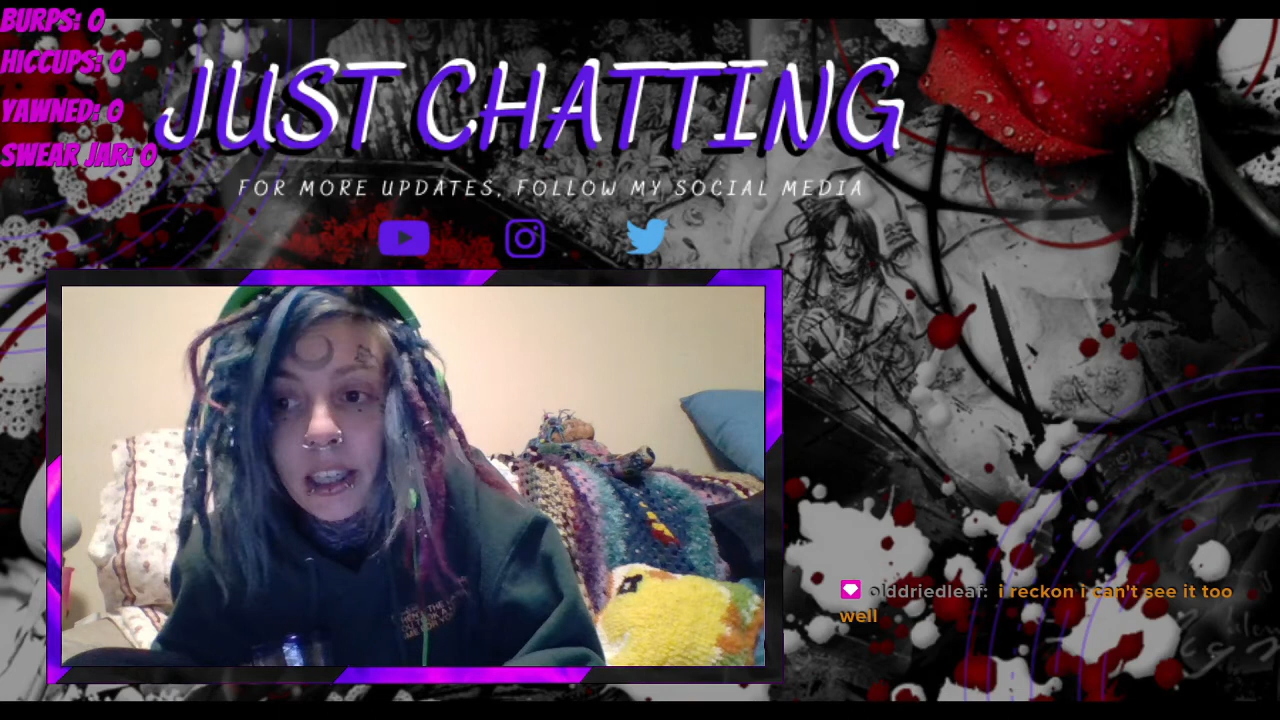 BURPS: 0
HICCUPS: 0
YAWNED: 0
SWEAR JAR: 0
JUST CHATTING
FOR MORE UPDATES, FOLLOW MY SOCIAL MEDIA
olddriedleaf: i reckon i can't see it too
well